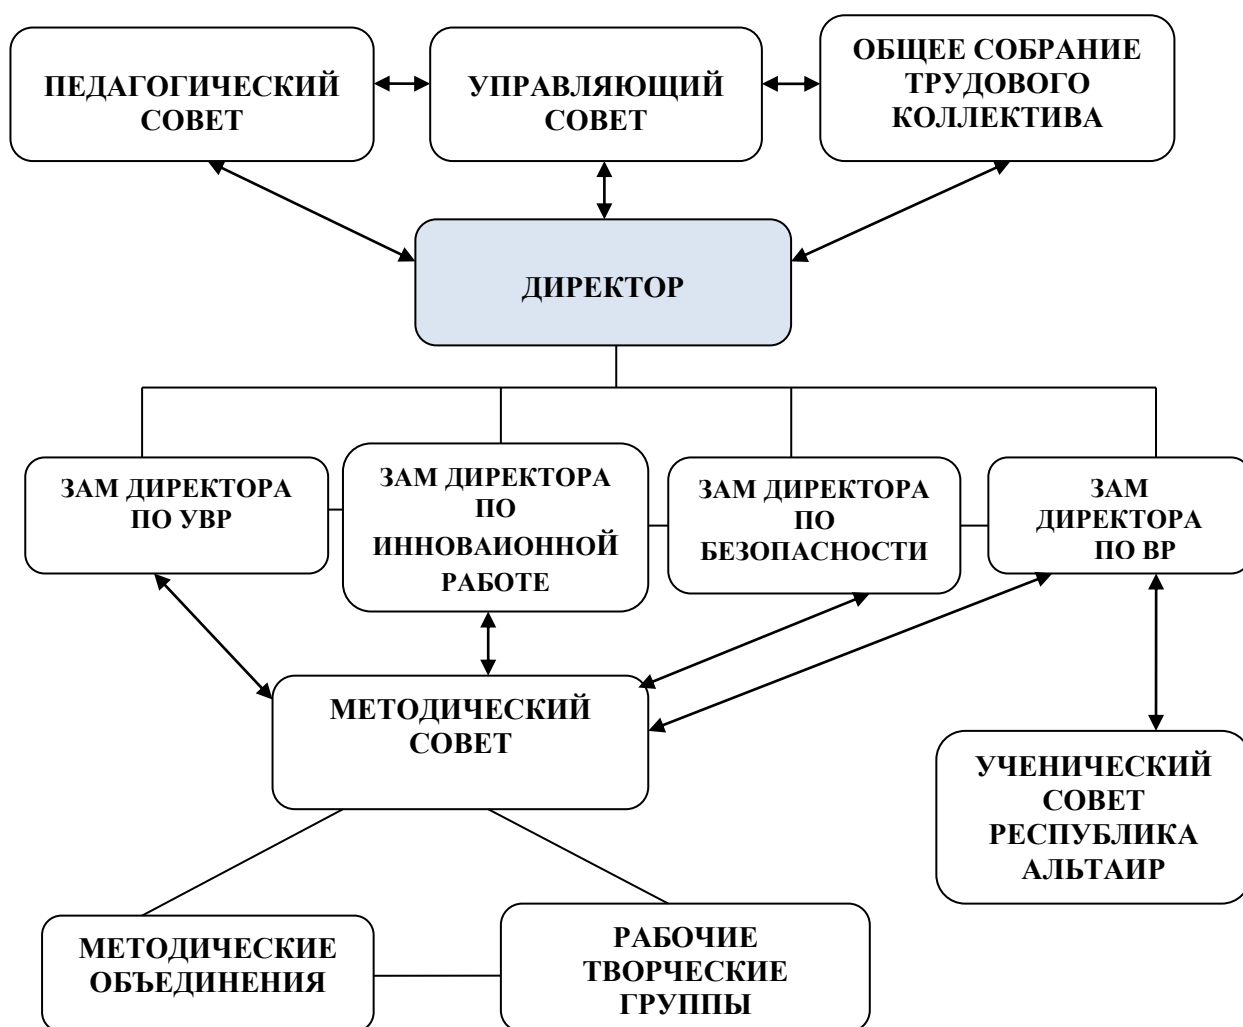 ПЕДАГОГИЧЕСКИЙ
СОВЕТ
УПРАВЛЯЮЩИЙ
СОВЕТ
ОБЩЕЕ СОБРАНИЕ
ТРУДОВОГО
КОЛЛЕКТИВА
ДИРЕКТОР
ЗАМ ДИРЕКТОРА
ПО УВР
ЗАМ ДИРЕКТОРА
ПО
ИННОВАИОННОЙ
РАБОТЕ
ЗАМ ДИРЕКТОРА
ПО
БЕЗОПАСНОСТИ
ЗАМ
ДИРЕКТОРА
ПО ВР
МЕТОДИЧЕСКИЙ
СОВЕТ
УЧЕНИЧЕСКИЙ
СОВЕТ
РЕСПУБЛИКА
АЛЬТАИР
МЕТОДИЧЕСКИЕ
ОБЪЕДИНЕНИЯ
РАБОЧИЕ
ТВОРЧЕСКИЕ
ГРУППЫ